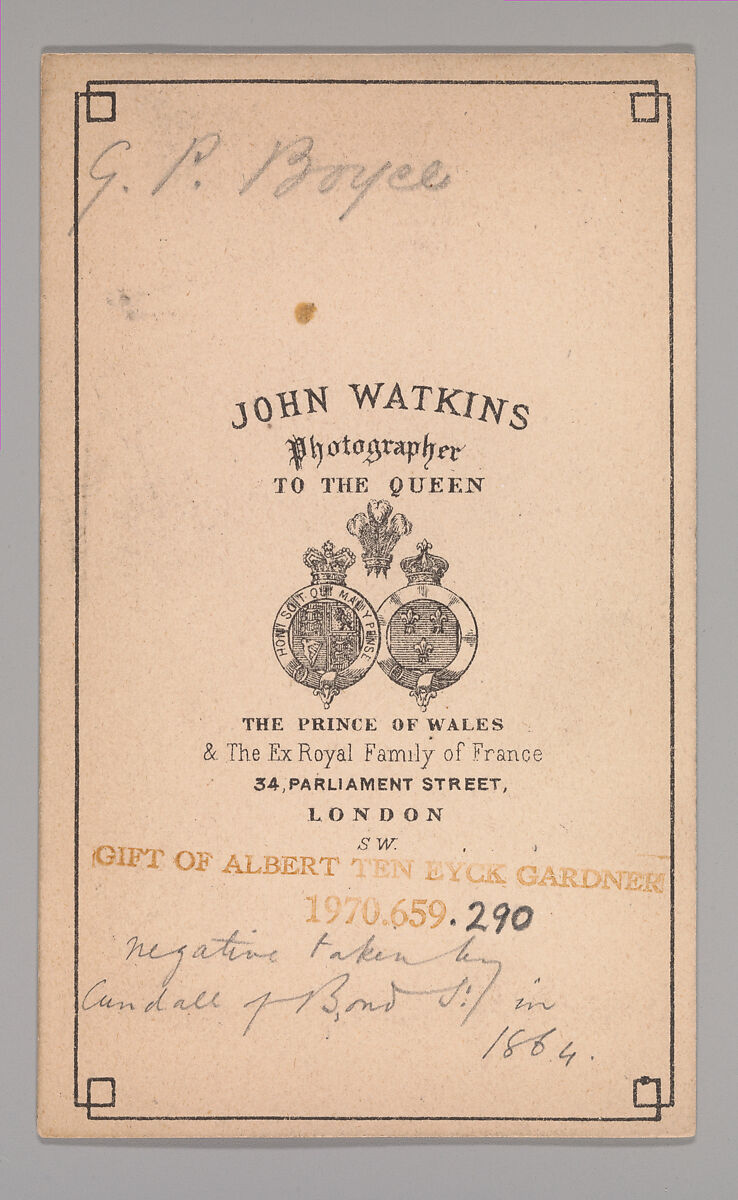 G. P. Boyce
JOHN WATKINS
Photographer
TO THE QUEEN
HONI SOIT QUI MAL Y PENSE
THE PRINCE OF WALES
& The Ex Royal Family of France
34, PARLIAMENT STREET,
LONDON
S.W.
GIFT OF ALBERT TEN EYCK GARDNER
1970.659.290
negative taken by
Cundall of Bond St/ in
1864.